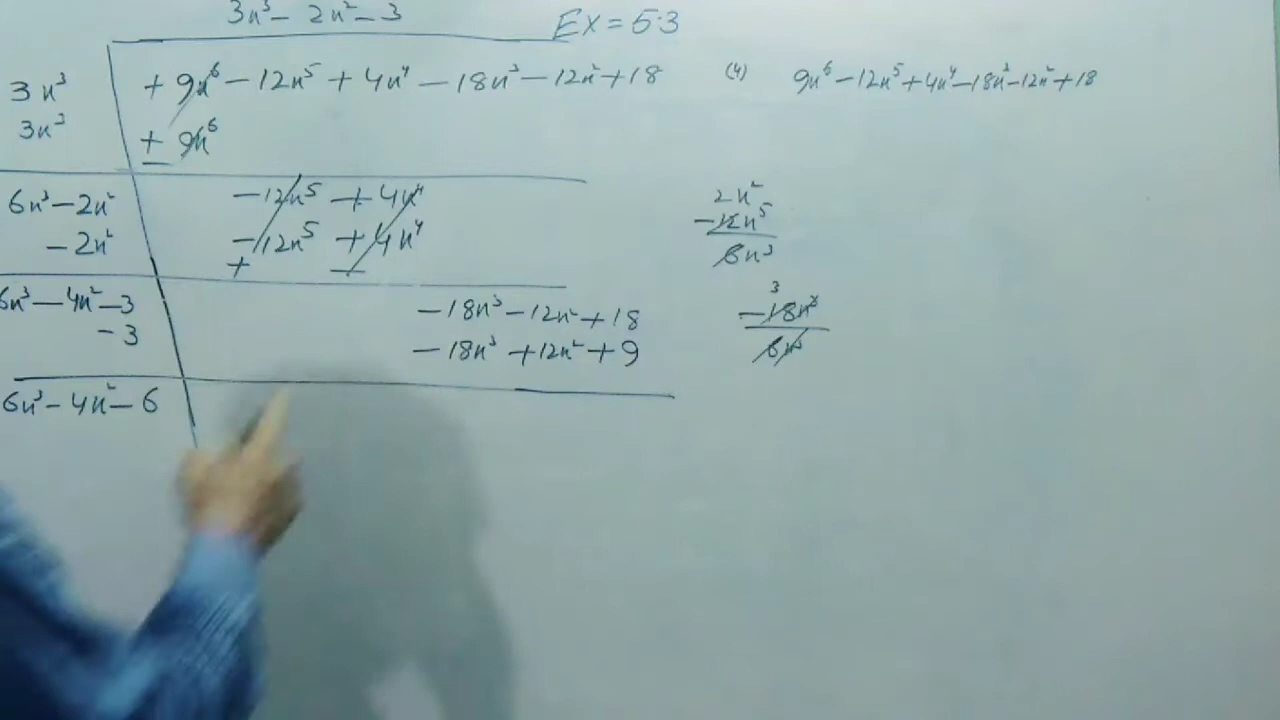 3x³ - 2x² - 3
Ex = 5.3
3x³ + 9x⁶ - 12x⁵ + 4x⁴ - 18x³ - 12x² + 18
3x³ ± 9x⁶
(4) 9x⁶ - 12x⁵ + 4x⁴ - 18x³ - 12x² + 18
6x³ - 2x² - 12x⁵ + 4x⁴
- 2x² - 12x⁵ + 4x⁴
+ -
6x³ - 4x² - 3 - 18x³ - 12x² + 18
- 3 - 18x³ + 12x² + 9
6x³ - 4x² - 6
2x²
- 12x⁵
6x³
3
- 18x³
6x³